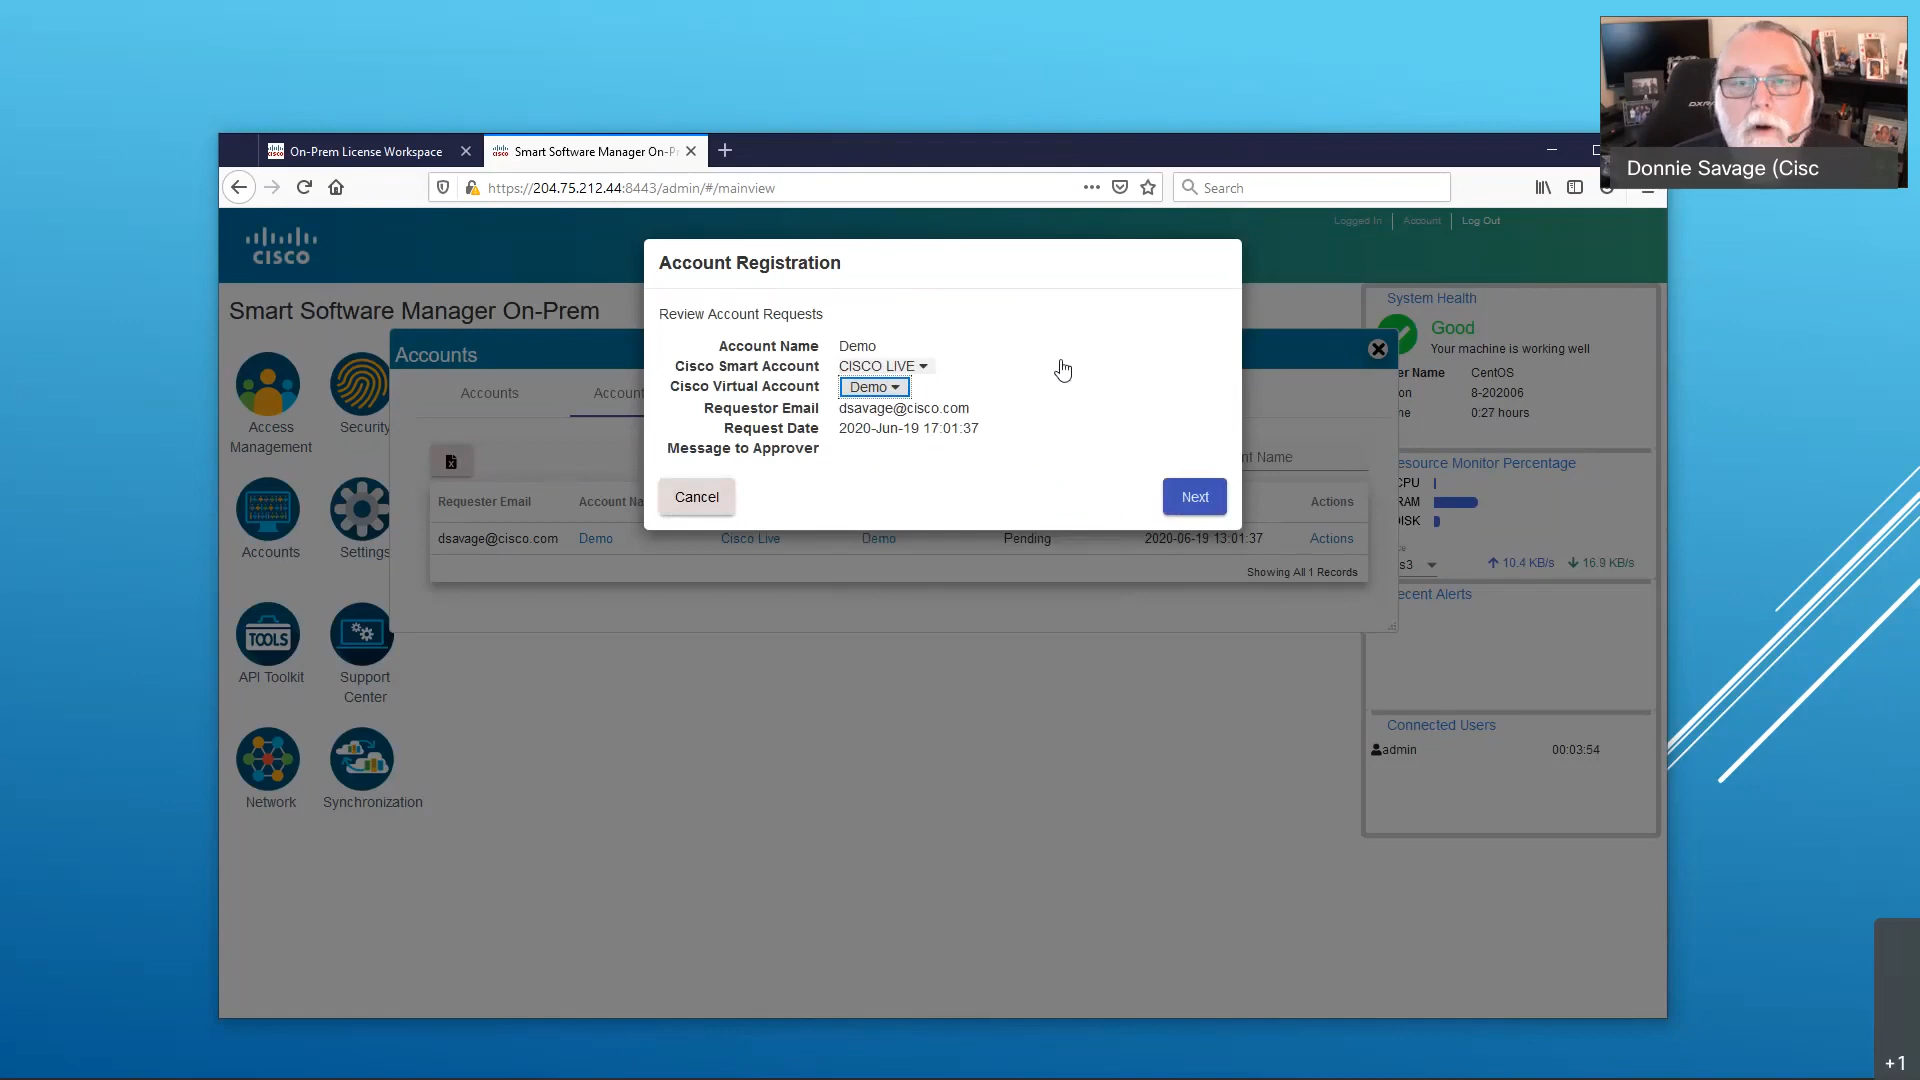 Donnie Savage (Cisc
On-Prem License Workspace
Smart Software Manager On-Pr
https://204.75.212.44:8443/admin/#/mainview
Search
CISCO
Logged In
Account
Log Out
Smart Software Manager On-Prem
Access Management
Security
Accounts
Settings
API Toolkit
TOOLS
Support Center
Network
Synchronization
Accounts
Accounts
Account
Account Registration
Review Account Requests
Account Name Demo
Cisco Smart Account CISCO LIVE
Cisco Virtual Account Demo
Requestor Email dsavage@cisco.com
Request Date 2020-Jun-19 17:01:37
Message to Approver
Cancel
Next
nt Name
Requester Email Account Na Actions
dsavage@cisco.com Demo Cisco Live Demo Pending 2020-06-19 13:01:37 Actions
Showing All 1 Records
System Health
Good
Your machine is working well
er Name CentOS
on 8-202006
ne 0:27 hours
esource Monitor Percentage
CPU
RAM
DISK
s3 10.4 KB/s 16.9 KB/s
ecent Alerts
Connected Users
admin 00:03:54
+1